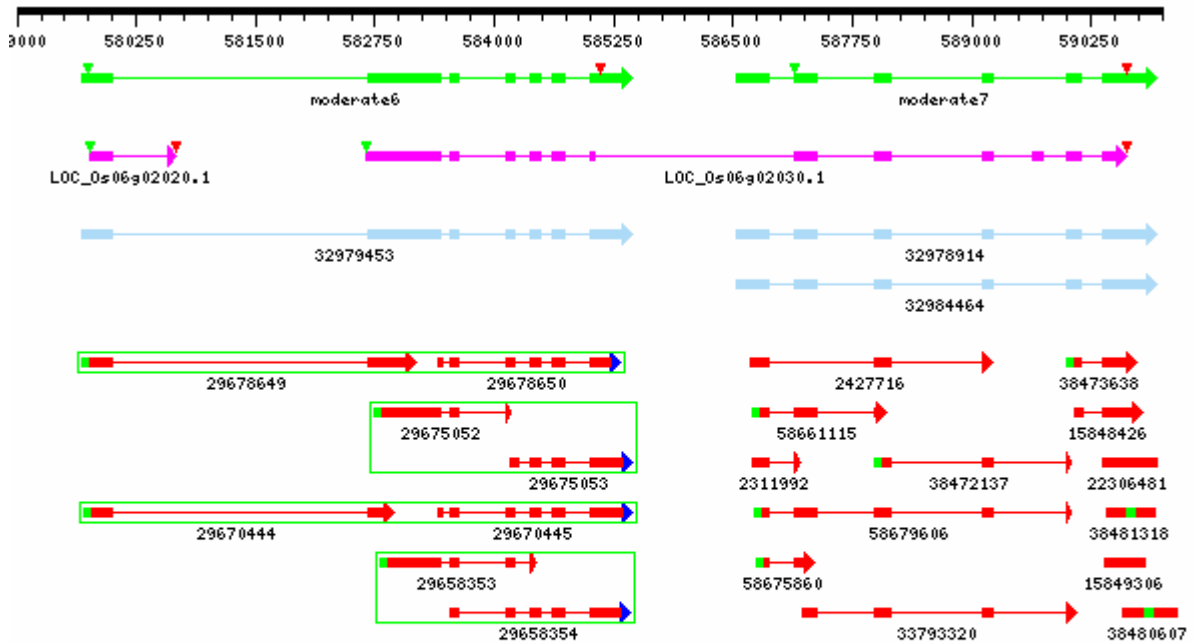 9000 580250 581500 582750 584000 585250 586500 587750 589000 590250
moderate6 moderate7
LOC_Os06g02020.1 LOC_Os06g02030.1
32979453 32978914
32984464
29678649 29678650 2427716 38473638
29675052 58661115 15848426
29675053 2311992 38472137 22306481
29670444 29670445 58679606 38481318
29658353 58675860 15849306
29658354 33793320 38480607